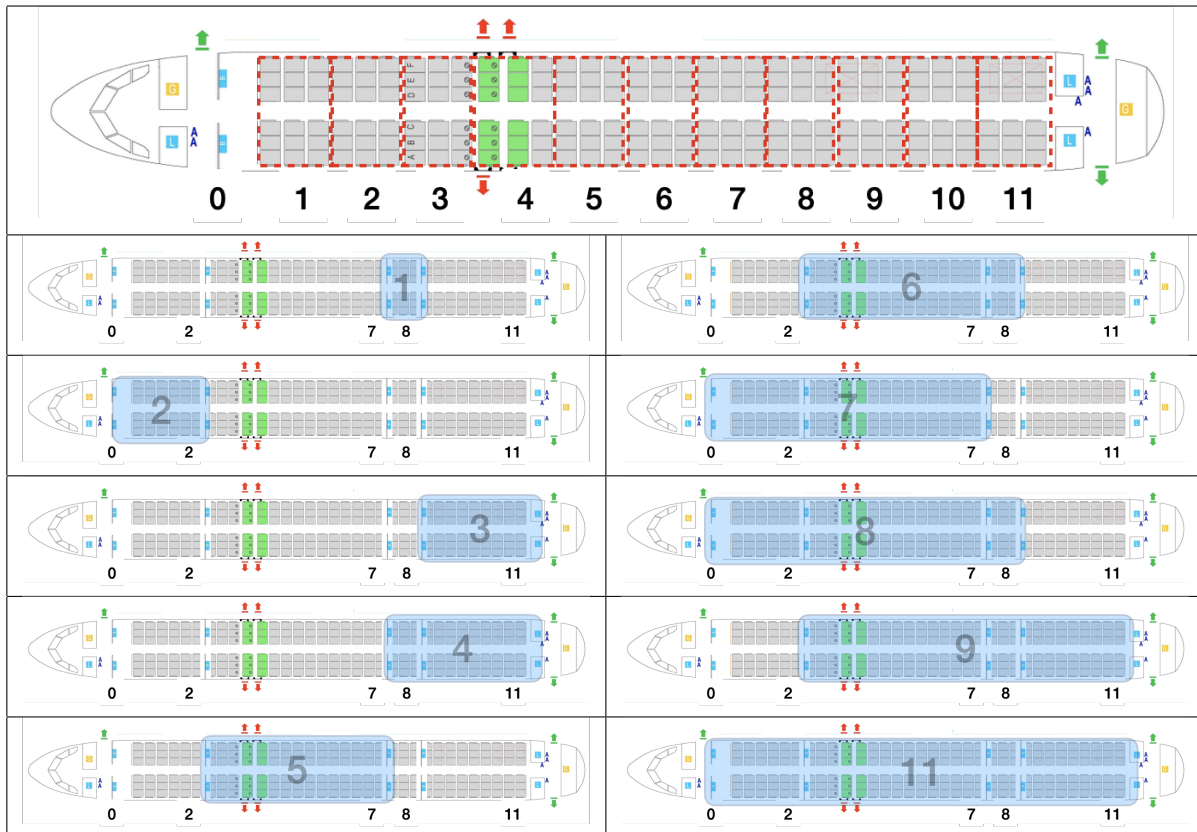 G B F E D L A A A
L A A B C B A L A G
0 1 2 3 4 5 6 7 8 9 10 11
G 1 L A A
L A A L A G
0 2 7 8 11
G 6 L A A
L A A L A G
0 2 7 8 11
G 2 L A A
L A A L A G
0 2 7 8 11
G 7 L A A
L A A L A G
0 2 7 8 11
G 3 L A A
L A A L A G
0 2 7 8 11
G 8 L A A
L A A L A G
0 2 7 8 11
G 4 L A A
L A A L A G
0 2 7 8 11
G 9 L A A
L A A L A G
0 2 7 8 11
G 5 L A A
L A A L A G
0 2 7 8 11
G 11 L A A
L A A L A G
0 2 7 8 11